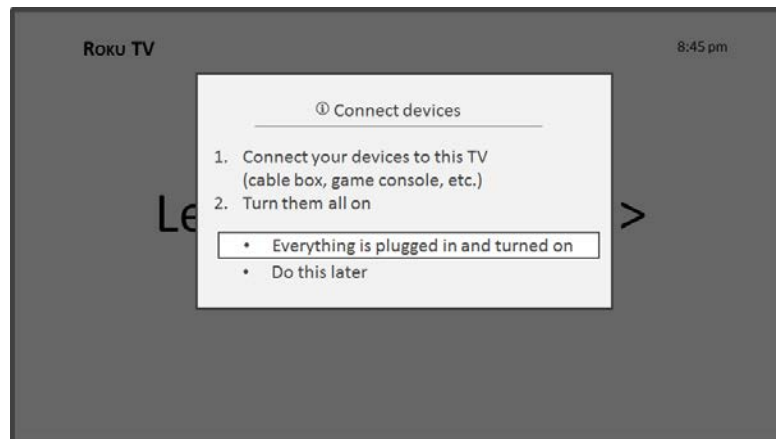 Roku TV
8:45 pm
ⓘ Connect devices
1. Connect your devices to this TV
(cable box, game console, etc.)
2. Turn them all on
Le >
• Everything is plugged in and turned on
• Do this later